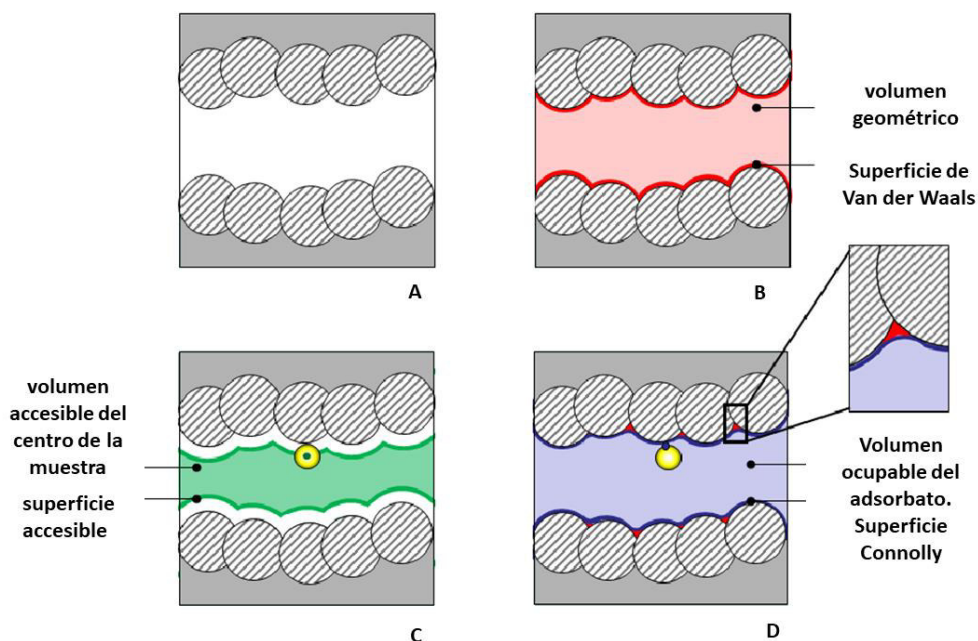 A
volumen
geométrico
Superficie de
Van der Waals
B
volumen
accesible del
centro de la
muestra
superficie
accesible
C
Volumen
ocupable del
adsorbato.
Superficie
Connolly
D